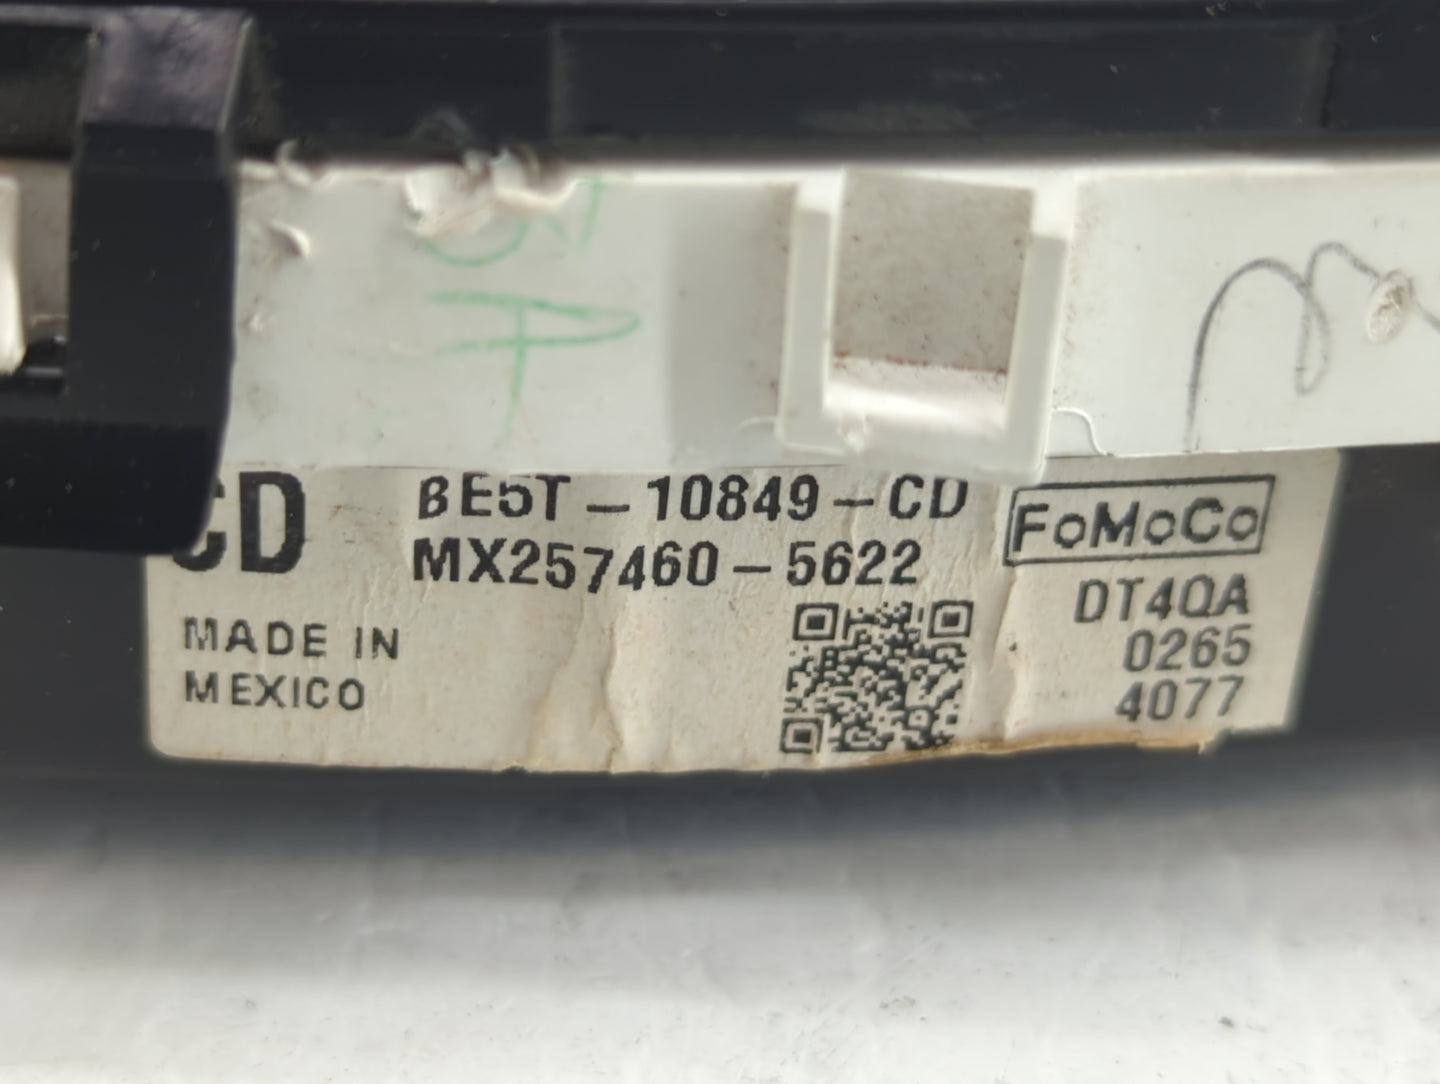 CD
BE5T-10849-CD
MX257460-5622
FoMoCo
DT4QA
0265
4077
MADE IN
MEXICO